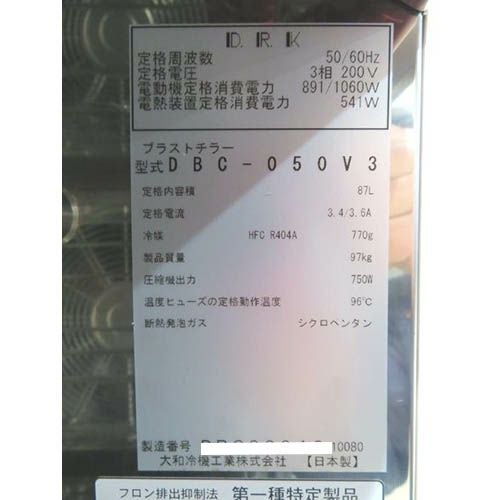 D.R.K
定格周波数 50/60Hz
定格電圧 3相 200V
電動機定格消費電力 891/1060W
電熱装置定格消費電力 541W
ブラストチラー
型式 DBC-050V3
定格内容積 87L
定格電流 3.4/3.6A
冷媒 HFC R404A 770g
製品質量 97kg
圧縮機出力 750W
温度ヒューズの定格動作温度 96℃
断熱発泡ガス シクロペンタン
製造番号 10080
大和冷機工業株式会社 【日本製】
フロン排出抑制法 第一種特定製品